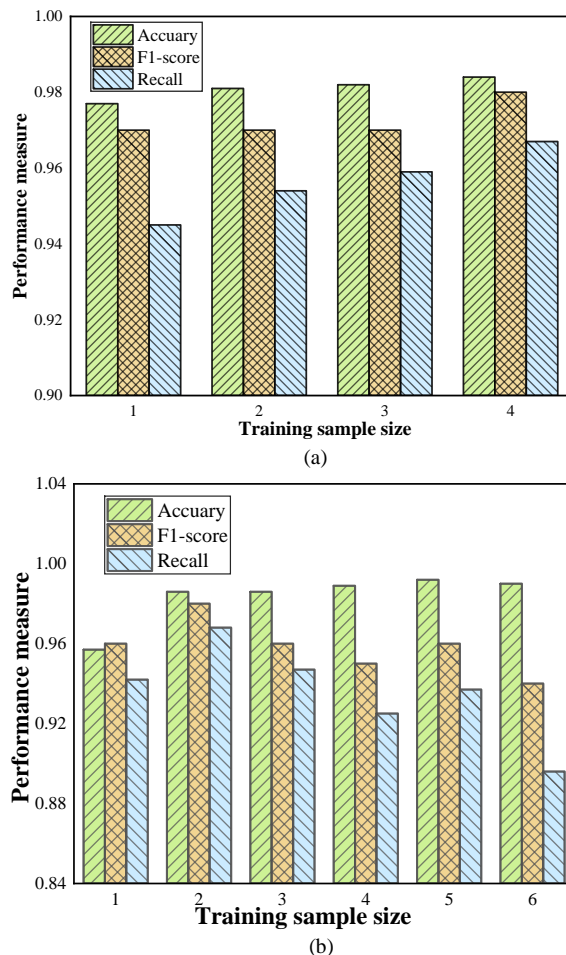 1.00
Accuary
F1-score
Recall
0.98
0.96
0.94
0.92
0.90
Performance measure
1 2 3 4
Training sample size
(a)
1.04
Accuary
F1-score
Recall
1.00
0.96
0.92
0.88
0.84
Performance measure
1 2 3 4 5 6
Training sample size
(b)